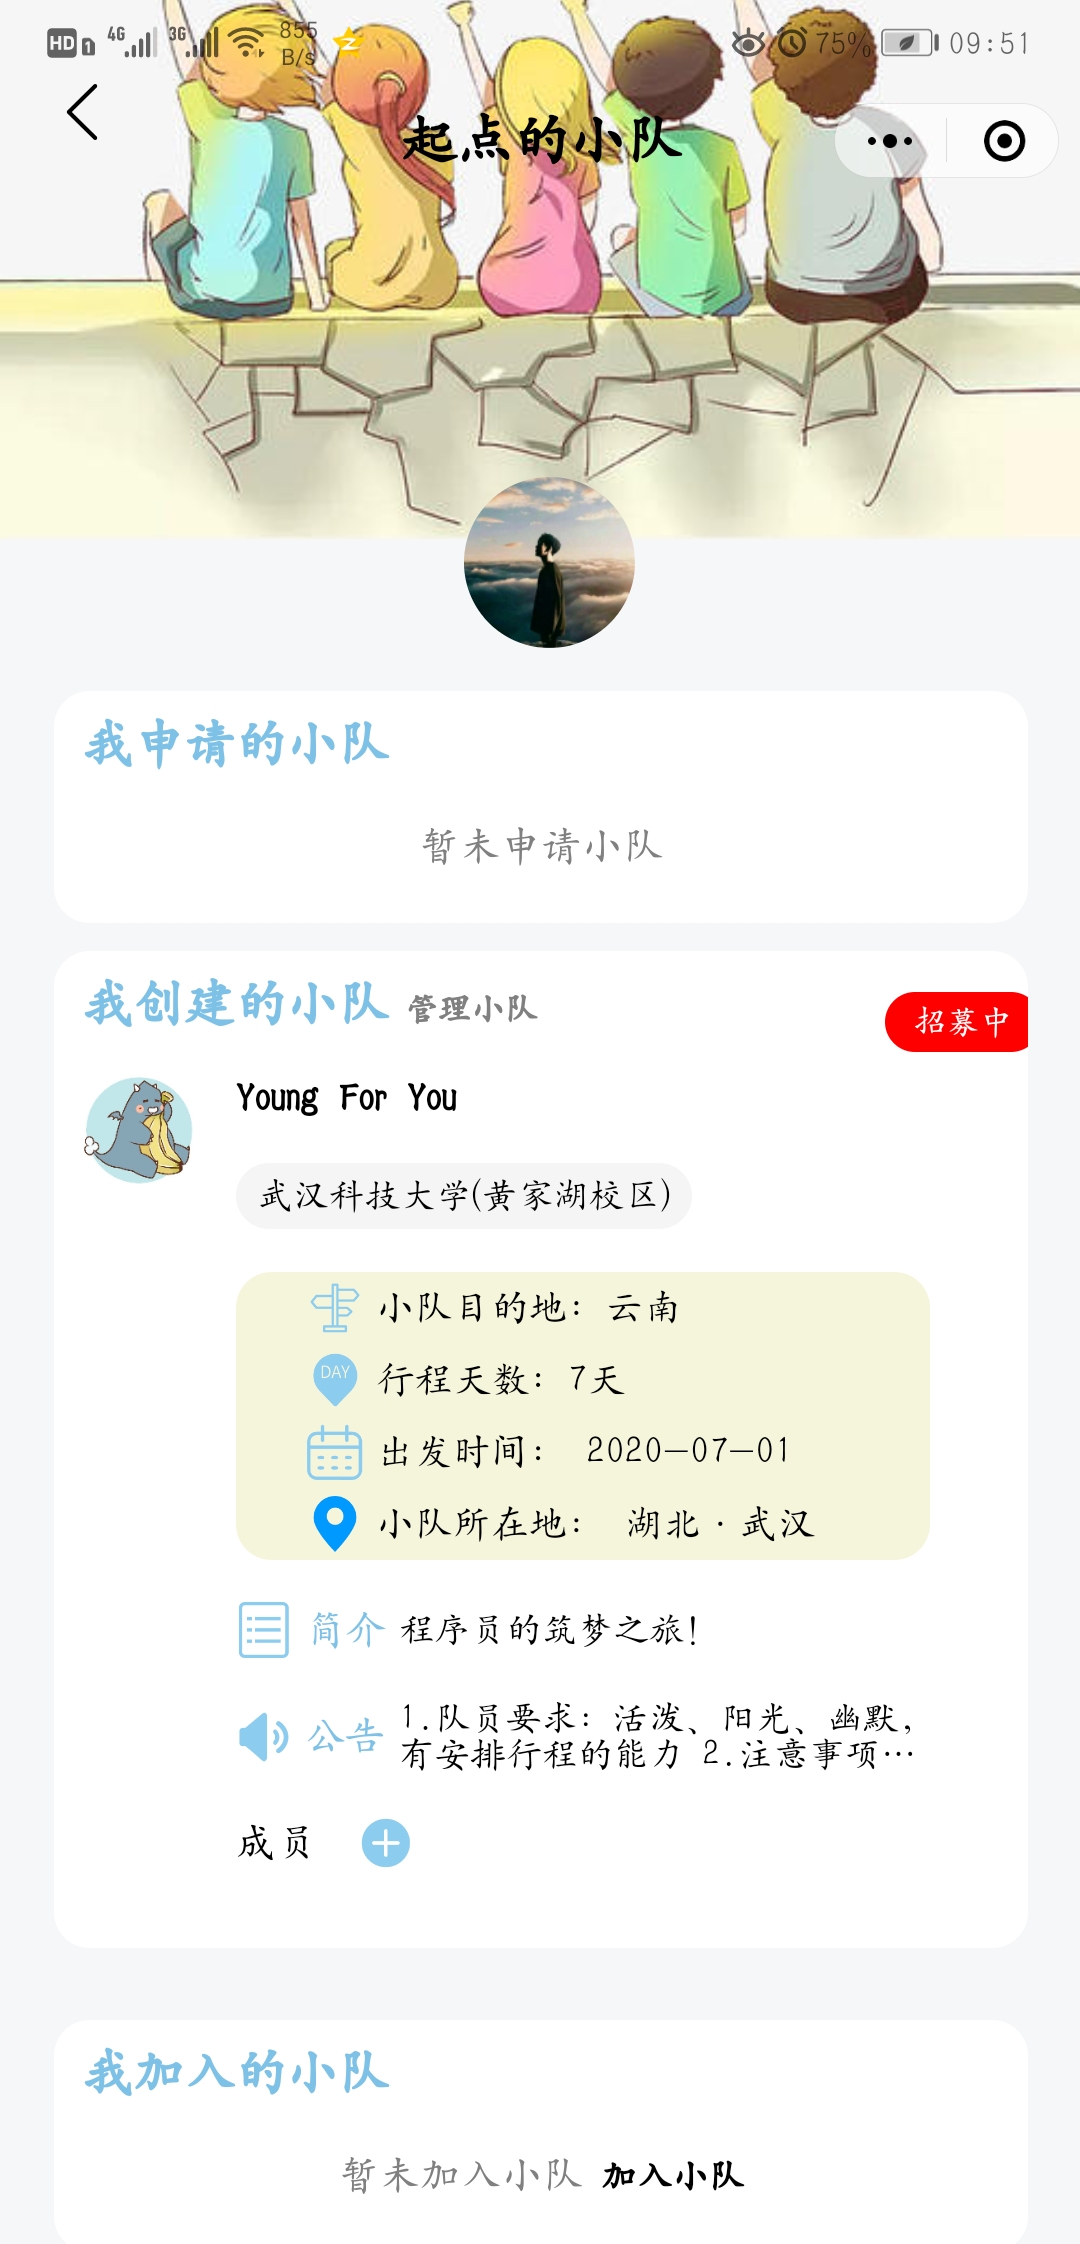 HD 1 4G 3G 855 B/s 75% 09:51
起点的小队
我申请的小队
暂未申请小队
我创建的小队 管理小队
招募中
Young For You
武汉科技大学(黄家湖校区)
小队目的地：云南
DAY 行程天数：7天
出发时间： 2020-07-01
小队所在地： 湖北·武汉
简介 程序员的筑梦之旅!
公告 1.队员要求：活泼、阳光、幽默，
有安排行程的能力 2.注意事项…
成员
我加入的小队
暂未加入小队 加入小队